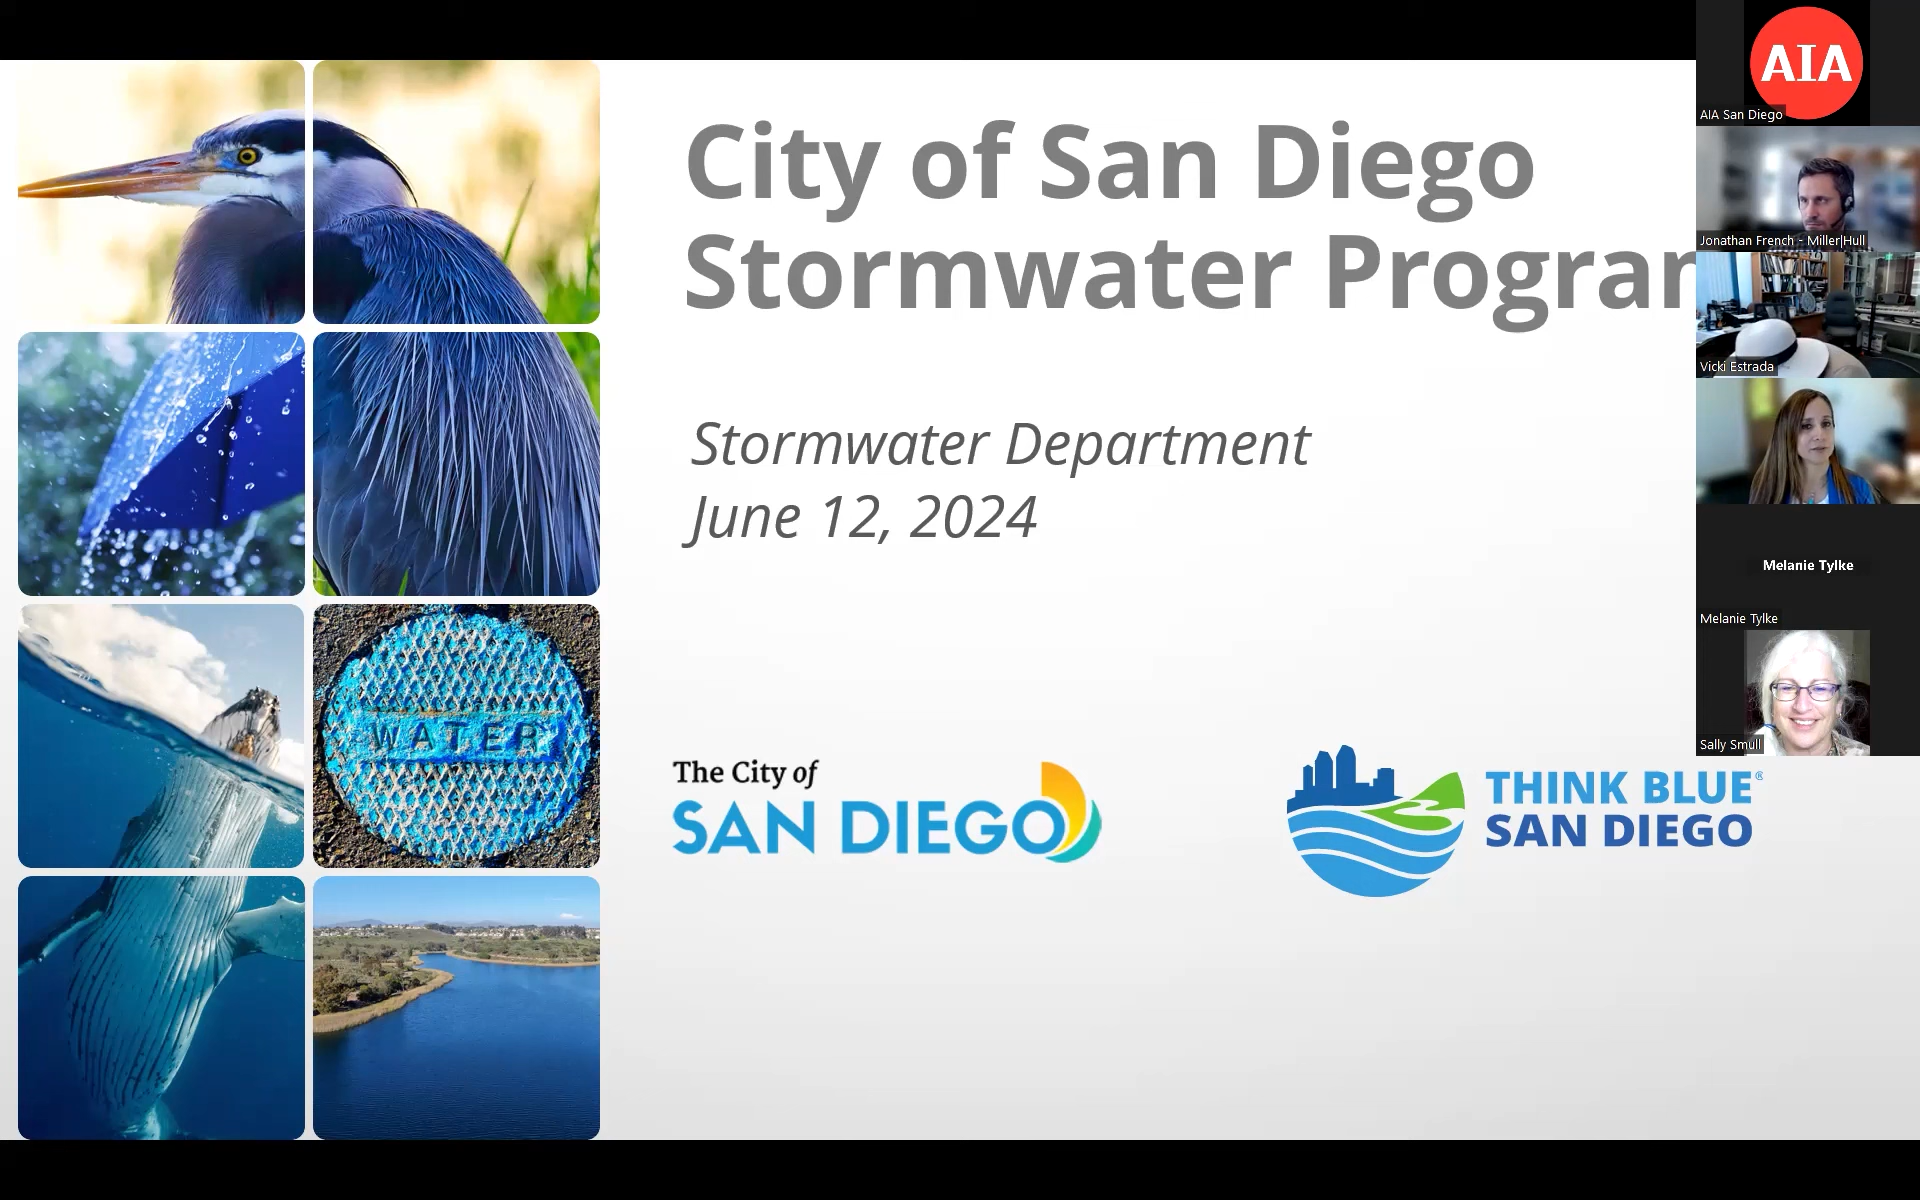 City of San Diego
Stormwater Progra
Stormwater Department
June 12, 2024
WATER
The City of
SAN DIEGO
THINK BLUE®
SAN DIEGO
AIA
AIA San Diego
Jonathan French - Miller|Hull
Vicki Estrada
Melanie Tylke
Melanie Tylke
Sally Smull